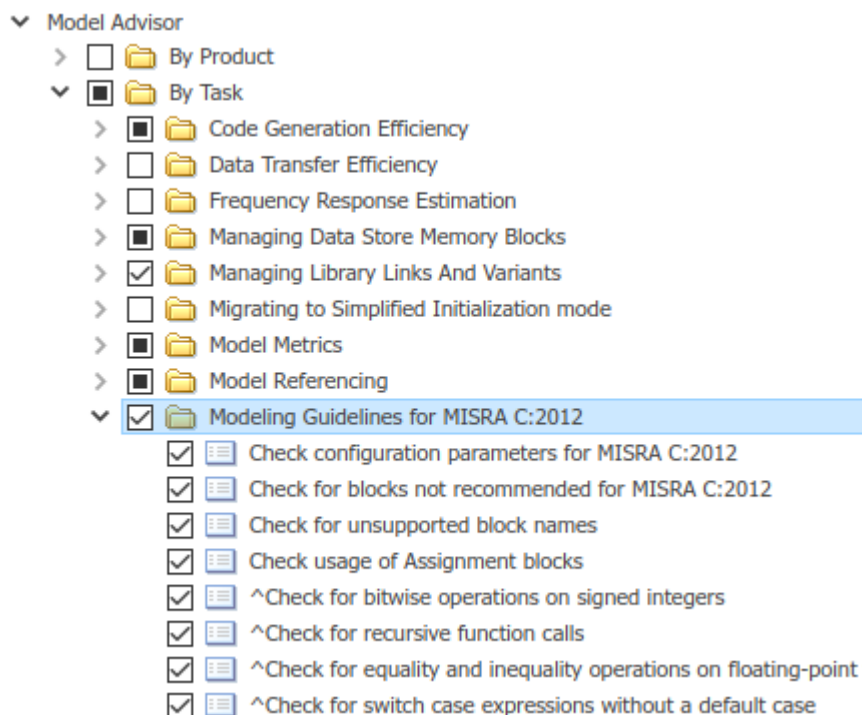 Model Advisor
By Product
By Task
Code Generation Efficiency
Data Transfer Efficiency
Frequency Response Estimation
Managing Data Store Memory Blocks
Managing Library Links And Variants
Migrating to Simplified Initialization mode
Model Metrics
Model Referencing
Modeling Guidelines for MISRA C:2012
Check configuration parameters for MISRA C:2012
Check for blocks not recommended for MISRA C:2012
Check for unsupported block names
Check usage of Assignment blocks
^Check for bitwise operations on signed integers
^Check for recursive function calls
^Check for equality and inequality operations on floating-point
^Check for switch case expressions without a default case